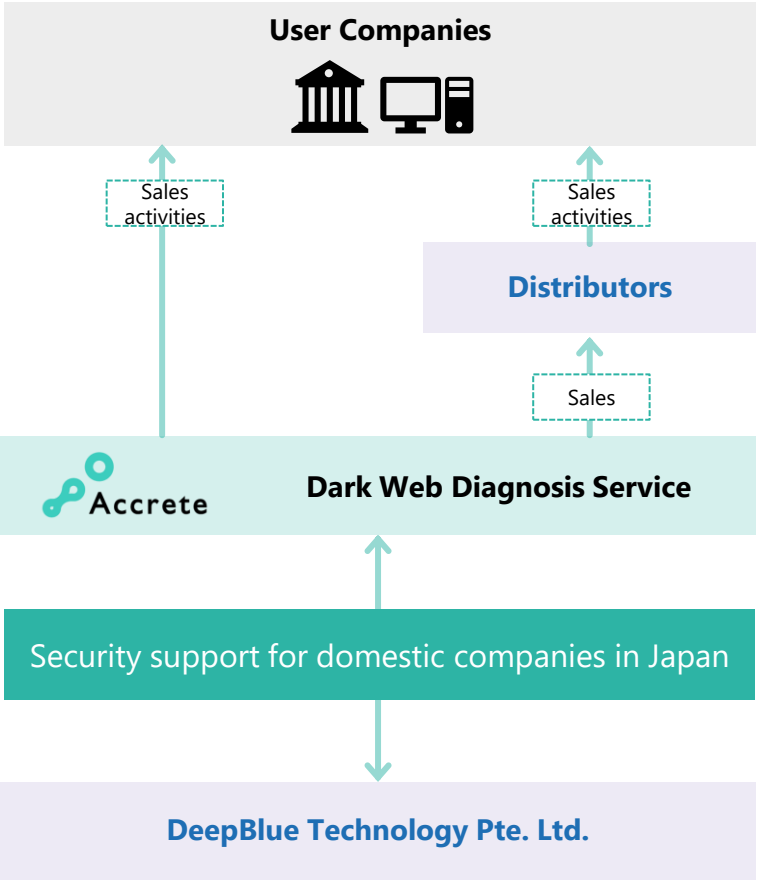 User Companies
Sales
activities
Sales
activities
Distributors
Sales
Accrete
Dark Web Diagnosis Service
Security support for domestic companies in Japan
DeepBlue Technology Pte. Ltd.